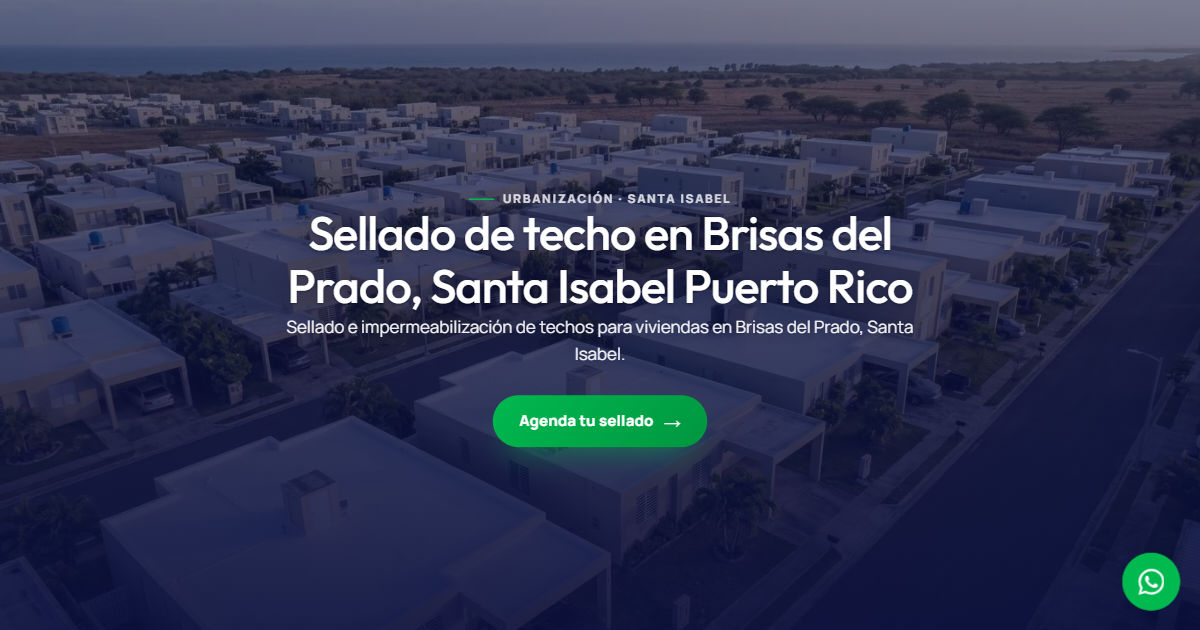 URBANIZACIÓN · SANTA ISABEL
Sellado de techo en Brisas del
Prado, Santa Isabel Puerto Rico
Sellado e impermeabilización de techos para viviendas en Brisas del Prado, Santa
Isabel.
Agenda tu sellado →